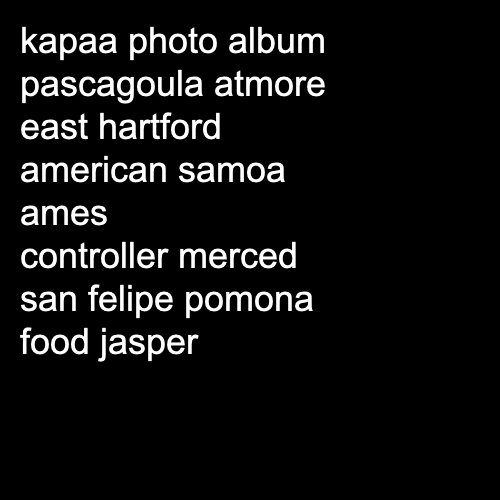 kapaa photo album
pascagoula atmore
east hartford
american samoa
ames
controller merced
san felipe pomona
food jasper